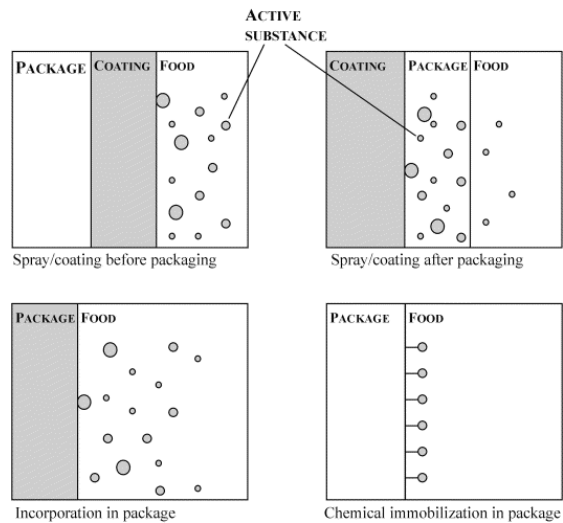 ACTIVE
SUBSTANCE
PACKAGE COATING FOOD
COATING PACKAGE FOOD
Spray/coating before packaging
Spray/coating after packaging
PACKAGE FOOD
PACKAGE FOOD
Incorporation in package
Chemical immobilization in package